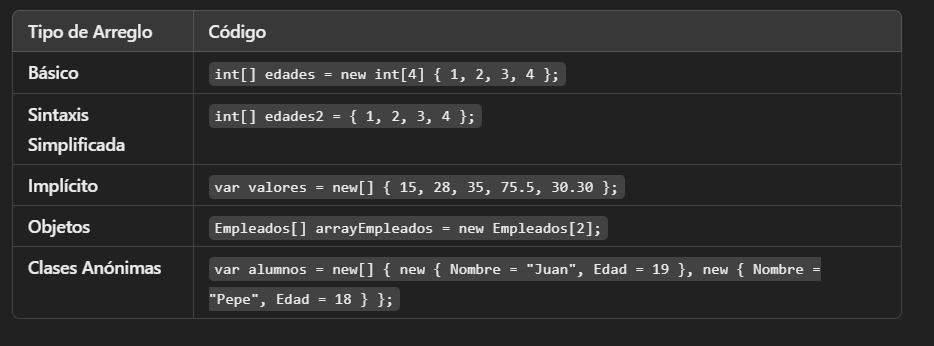 Tipo de Arreglo Código
Básico int[] edades = new int[4] { 1, 2, 3, 4 };
Sintaxis int[] edades2 = { 1, 2, 3, 4 };
Simplificada
Implícito var valores = new[] { 15, 28, 35, 75.5, 30.30 };
Objetos Empleados[] arrayEmpleados = new Empleados[2];
Clases Anónimas var alumnos = new[] { new { Nombre = "Juan", Edad = 19 }, new { Nombre =
"Pepe", Edad = 18 } };